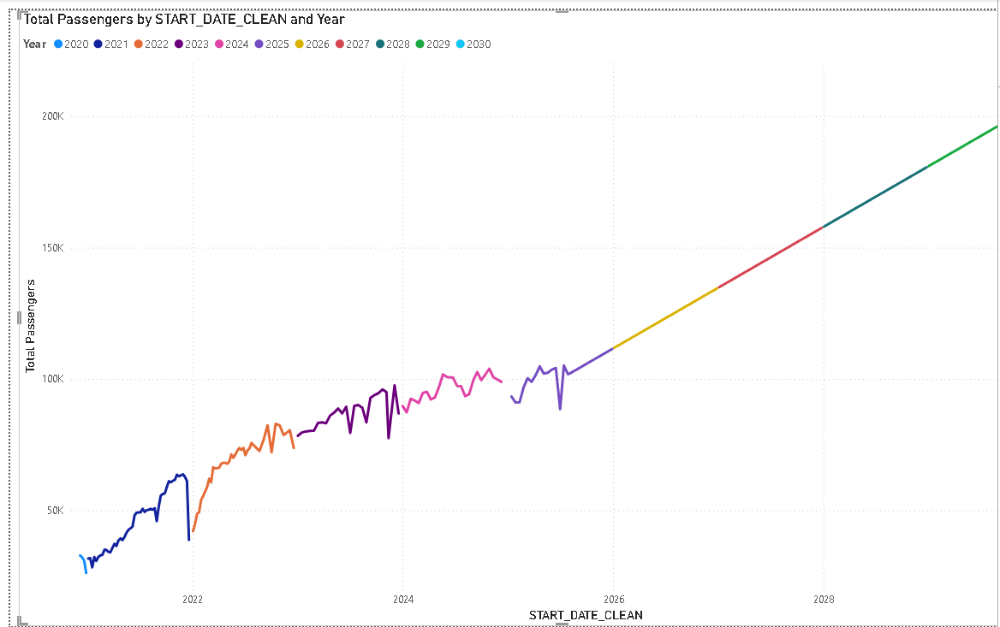 Total Passengers by START_DATE_CLEAN and Year
Year 2020 2021 2022 2023 2024 2025 2026 2027 2028 2029 2030
200K
150K
100K
50K
Total Passengers
2022 2024 2026 2028
START_DATE_CLEAN